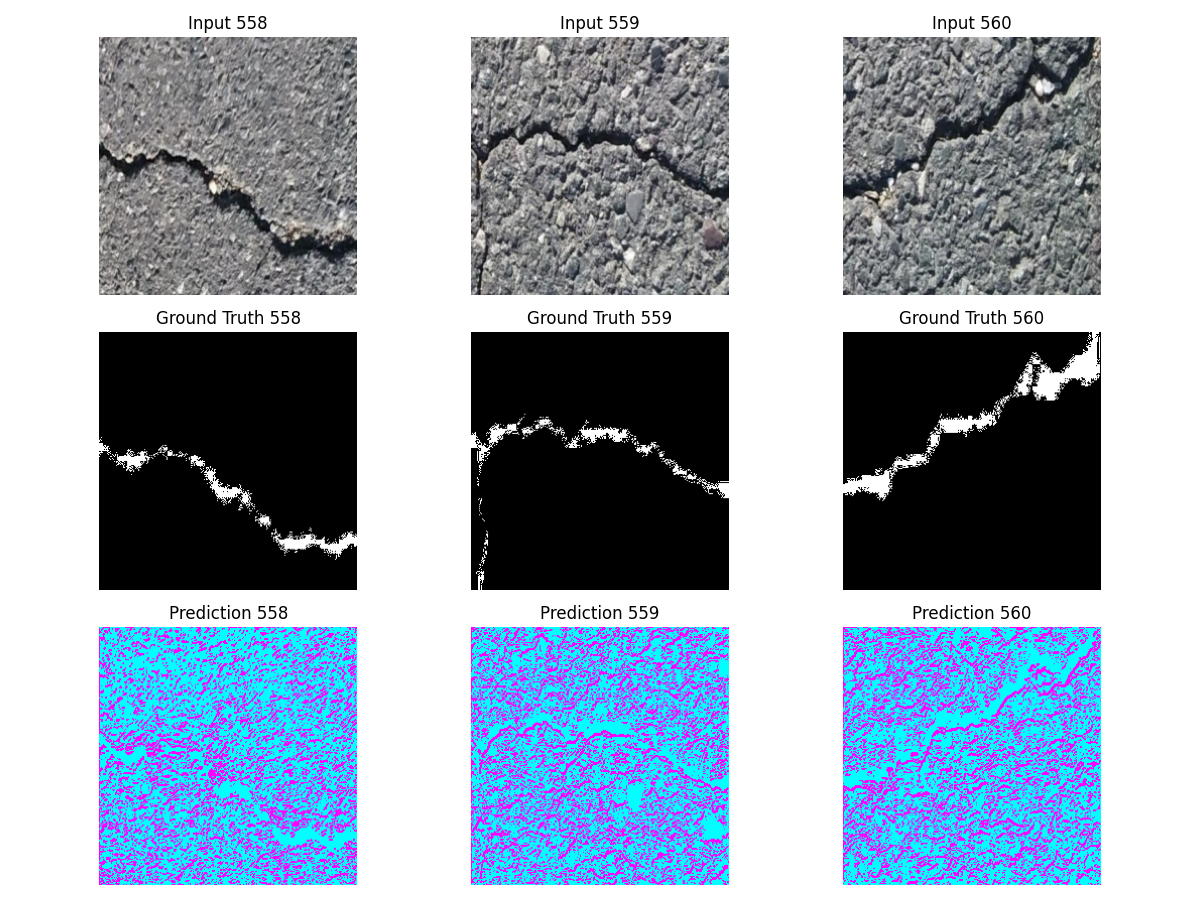 Input 558
Input 559
Input 560
Ground Truth 558
Ground Truth 559
Ground Truth 560
Prediction 558
Prediction 559
Prediction 560